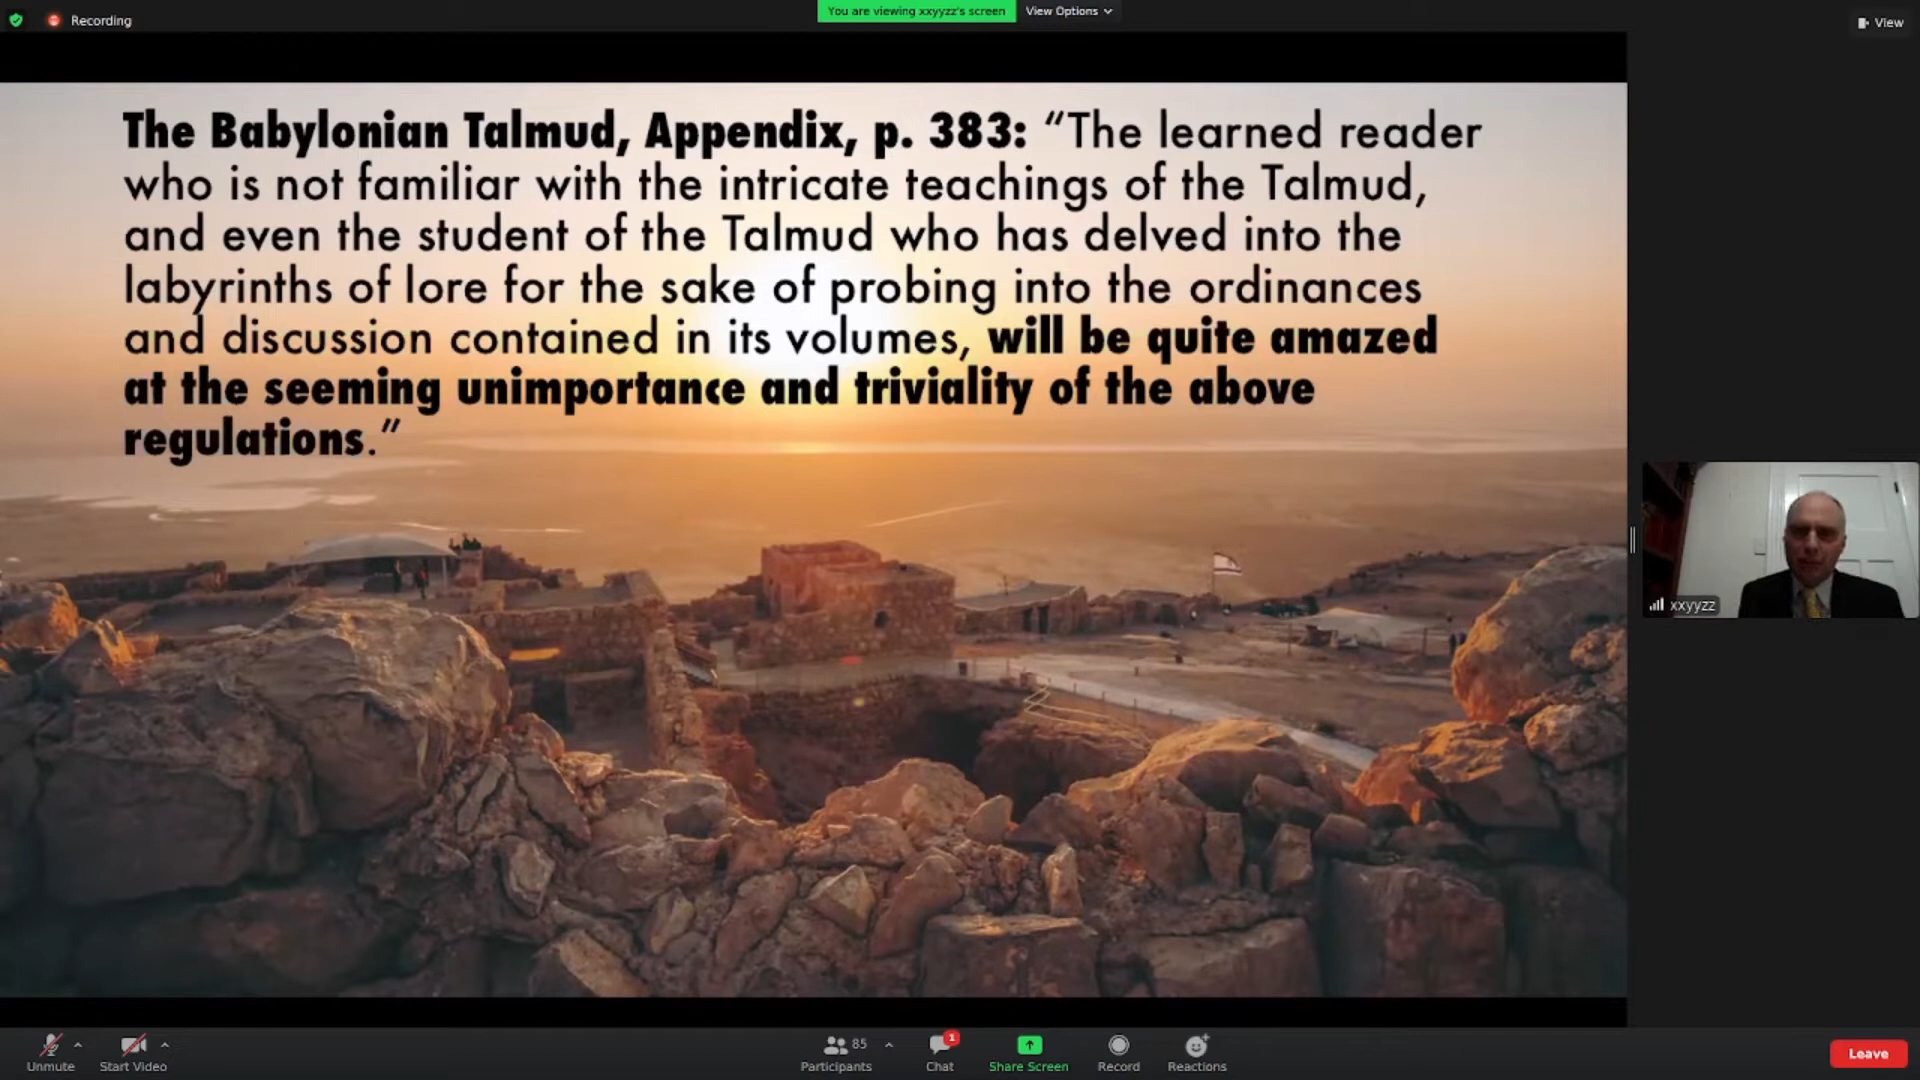 Recording
You are viewing xxyyzz's screen
View Options
View
The Babylonian Talmud, Appendix, p. 383: “The learned reader
who is not familiar with the intricate teachings of the Talmud,
and even the student of the Talmud who has delved into the
labyrinths of lore for the sake of probing into the ordinances
and discussion contained in its volumes, will be quite amazed
at the seeming unimportance and triviality of the above
regulations.”
xxyyzz
Unmute
Start Video
85
Participants
1
Chat
Share Screen
Record
Reactions
Leave